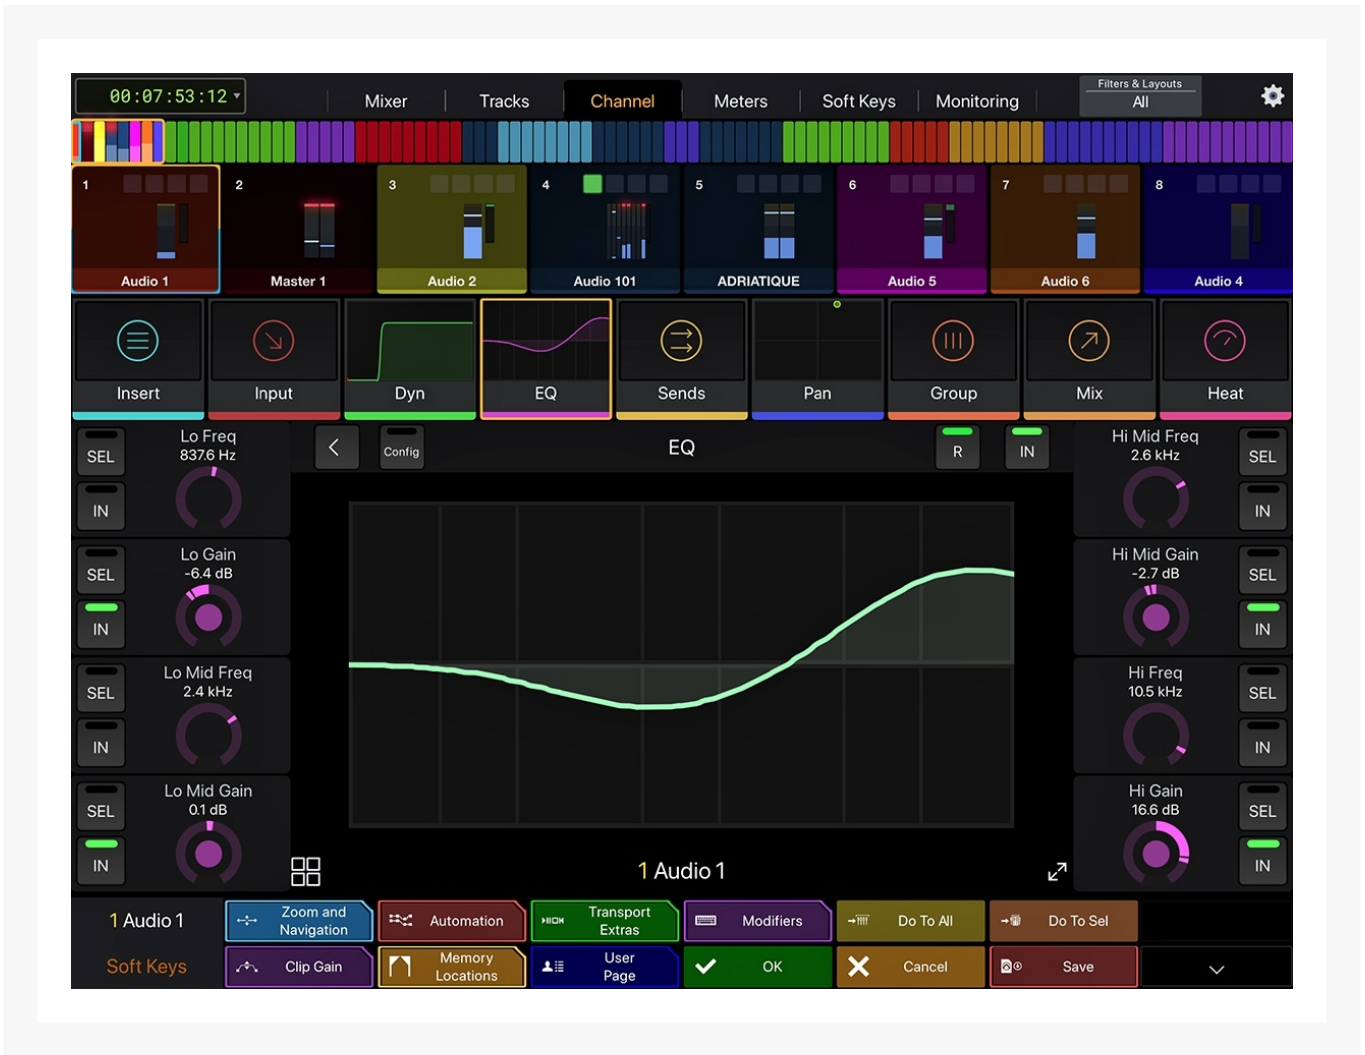 00:07:53:12
Mixer
Tracks
Channel
Meters
Soft Keys
Monitoring
Filters & Layouts
All
1
2
3
4
5
6
7
8
Audio 1
Master 1
Audio 2
Audio 101
ADRIATIQUE
Audio 5
Audio 6
Audio 4
Insert
Input
Dyn
EQ
Sends
Pan
Group
Mix
Heat
SEL
Lo Freq
837.6 Hz
IN
Config
EQ
R
IN
Hi Mid Freq
2.6 kHz
SEL
IN
SEL
Lo Gain
-6.4 dB
IN
Hi Mid Gain
-2.7 dB
SEL
IN
SEL
Lo Mid Freq
2.4 kHz
IN
Hi Freq
10.5 kHz
SEL
IN
SEL
Lo Mid Gain
0.1 dB
IN
Hi Gain
16.6 dB
SEL
IN
1 Audio 1
1 Audio 1
Zoom and
Navigation
Automation
Transport
Extras
Modifiers
Do To All
Do To Sel
Soft Keys
Clip Gain
Memory
Locations
User
Page
OK
Cancel
Save